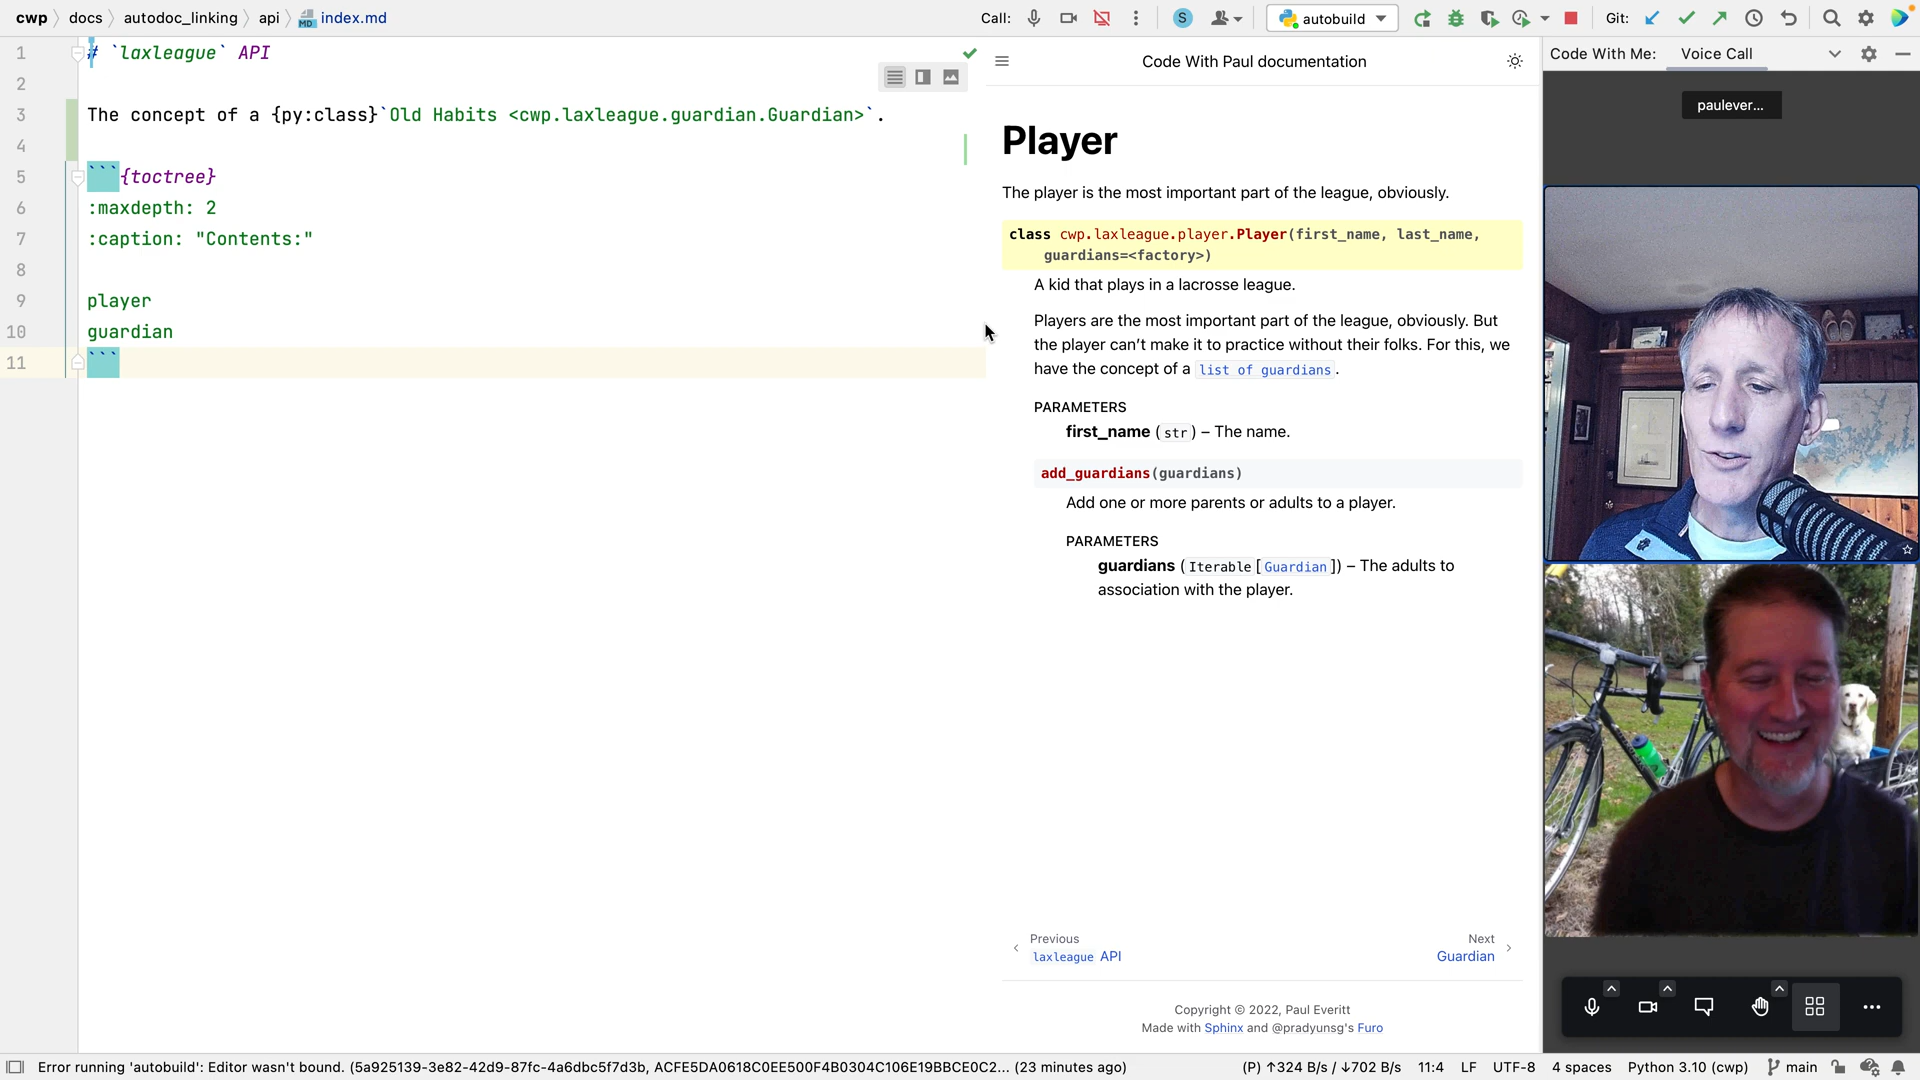 cwp docs autodoc_linking api index.md
Call: S autobuild Git:
1 # `laxleague` API
2
3 The concept of a {py:class}`Old Habits <cwp.laxleague.guardian.Guardian>`.
4
5 ```{toctree}
6 :maxdepth: 2
7 :caption: "Contents:"
8
9 player
10 guardian
11 ```
Code With Paul documentation
Player
The player is the most important part of the league, obviously.
class cwp.laxleague.player.Player(first_name, last_name,
guardians=<factory>)
A kid that plays in a lacrosse league.
Players are the most important part of the league, obviously. But
the player can’t make it to practice without their folks. For this, we
have the concept of a list of guardians.
PARAMETERS
first_name (str) – The name.
add_guardians(guardians)
Add one or more parents or adults to a player.
PARAMETERS
guardians (Iterable[Guardian]) – The adults to
association with the player.
Previous
laxleague API
Next
Guardian
Copyright © 2022, Paul Everitt
Made with Sphinx and @pradyunsg's Furo
Code With Me: Voice Call
paulever...
Error running 'autobuild': Editor wasn't bound. (5a925139-3e82-42d9-87fc-4a6dbc5f7d3b, ACFE5DA0618C0EE500F4B0304C106E19BBCE0C2... (23 minutes ago)
(P) ↑324 B/s / ↓702 B/s 11:4 LF UTF-8 4 spaces Python 3.10 (cwp) main